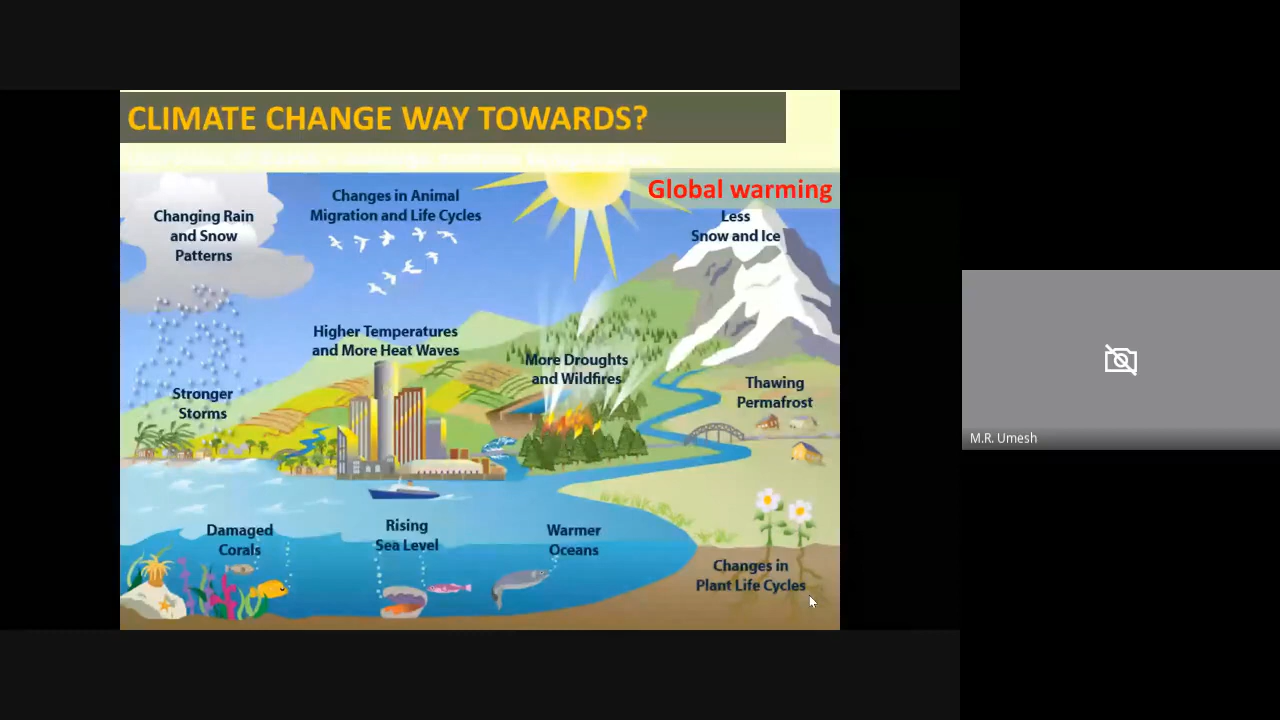 CLIMATE CHANGE WAY TOWARDS?
Global warming
Changing Rain
and Snow
Patterns
Changes in Animal
Migration and Life Cycles
Less
Snow and Ice
Higher Temperatures
and More Heat Waves
More Droughts
and Wildfires
Stronger
Storms
Thawing
Permafrost
Damaged
Corals
Rising
Sea Level
Warmer
Oceans
Changes in
Plant Life Cycles
M.R. Umesh